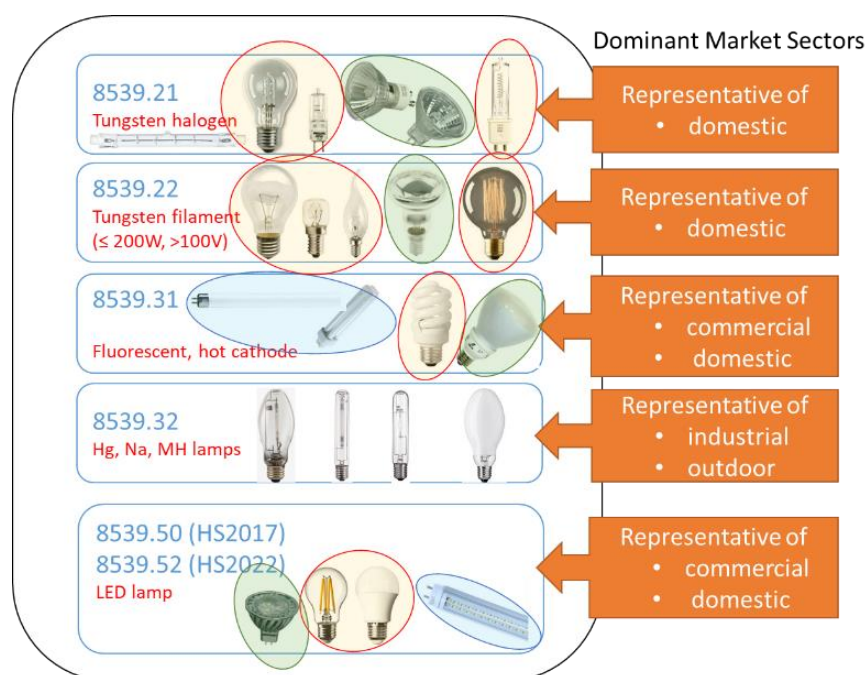 Dominant Market Sectors
8539.21
Tungsten halogen
Representative of
• domestic
8539.22
Tungsten filament
(≤ 200W, >100V)
Representative of
• domestic
8539.31
Fluorescent, hot cathode
Representative of
• commercial
• domestic
8539.32
Hg, Na, MH lamps
Representative of
• industrial
• outdoor
8539.50 (HS2017)
8539.52 (HS2022)
LED lamp
Representative of
• commercial
• domestic